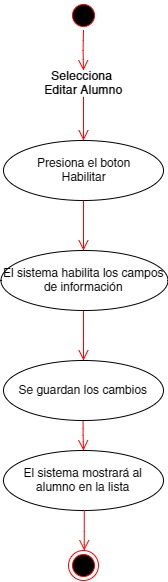 Selecciona
Editar Alumno
Presiona el boton
Habilitar
El sistema habilita los campos
de información
Se guardan los cambios
El sistema mostrará al
alumno en la lista